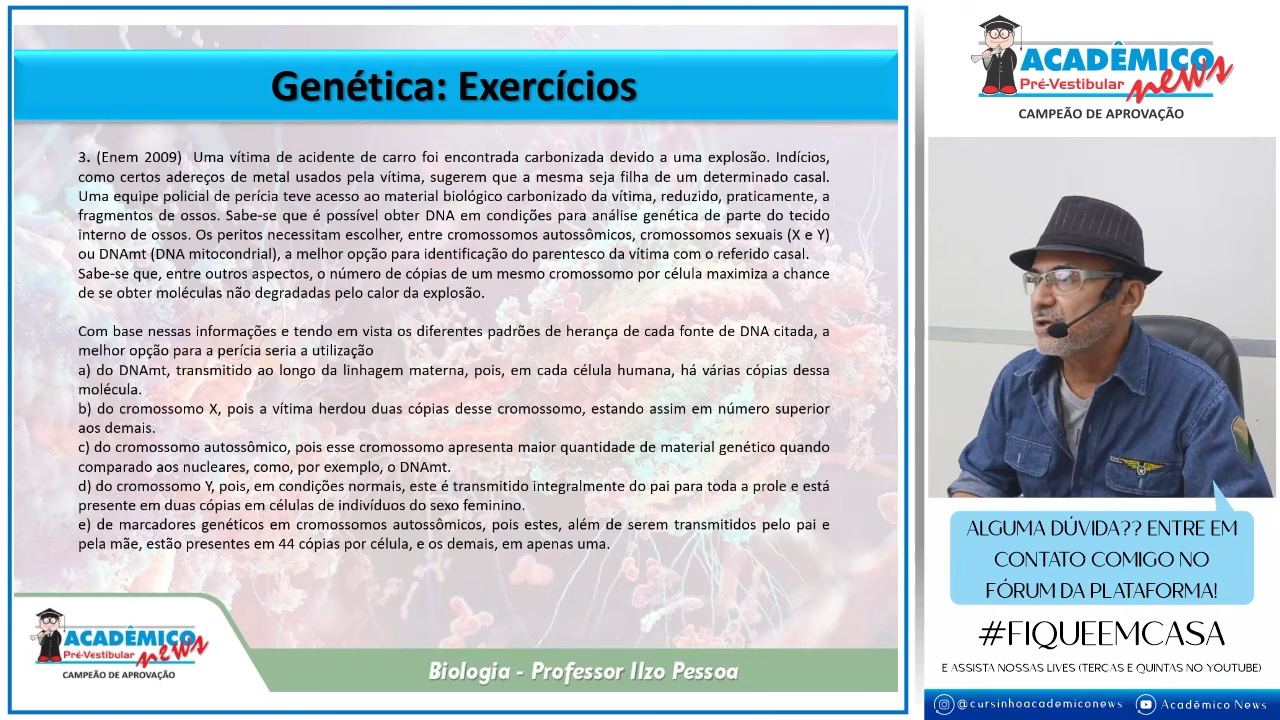 Genética: Exercícios
3. (Enem 2009) Uma vítima de acidente de carro foi encontrada carbonizada devido a uma explosão. Indícios,
como certos adereços de metal usados pela vítima, sugerem que a mesma seja filha de um determinado casal.
Uma equipe policial de perícia teve acesso ao material biológico carbonizado da vítima, reduzido, praticamente, a
fragmentos de ossos. Sabe-se que é possível obter DNA em condições para análise genética de parte do tecido
interno de ossos. Os peritos necessitam escolher, entre cromossomos autossômicos, cromossomos sexuais (X e Y)
ou DNAmt (DNA mitocondrial), a melhor opção para identificação do parentesco da vítima com o referido casal.
Sabe-se que, entre outros aspectos, o número de cópias de um mesmo cromossomo por célula maximiza a chance
de se obter moléculas não degradadas pelo calor da explosão.
Com base nessas informações e tendo em vista os diferentes padrões de herança de cada fonte de DNA citada, a
melhor opção para a perícia seria a utilização
a) do DNAmt, transmitido ao longo da linhagem materna, pois, em cada célula humana, há várias cópias dessa
molécula.
b) do cromossomo X, pois a vítima herdou duas cópias desse cromossomo, estando assim em número superior
aos demais.
c) do cromossomo autossômico, pois esse cromossomo apresenta maior quantidade de material genético quando
comparado aos nucleares, como, por exemplo, o DNAmt.
d) do cromossomo Y, pois, em condições normais, este é transmitido integralmente do pai para toda a prole e está
presente em duas cópias em células de indivíduos do sexo feminino.
e) de marcadores genéticos em cromossomos autossômicos, pois estes, além de serem transmitidos pelo pai e
pela mãe, estão presentes em 44 cópias por célula, e os demais, em apenas uma.
ACADÊMICO
Pré-Vestibular news
CAMPEÃO DE APROVAÇÃO
Biologia - Professor Ilzo Pessoa
ACADÊMICO
Pré-Vestibular news
CAMPEÃO DE APROVAÇÃO
ALGUMA DÚVIDA?? ENTRE EM
CONTATO COMIGO NO
FÓRUM DA PLATAFORMA!
#FIQUEEMCASA
E ASSISTA NOSSAS LIVES (TERÇAS E QUINTAS NO YOUTUBE)
@cursinhoacademiconews Acadêmico News